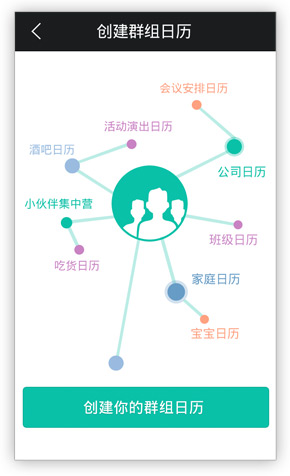 创建群组日历
会议安排日历
活动演出日历
酒吧日历
公司日历
小伙伴集中营
班级日历
吃货日历
家庭日历
宝宝日历
创建你的群组日历